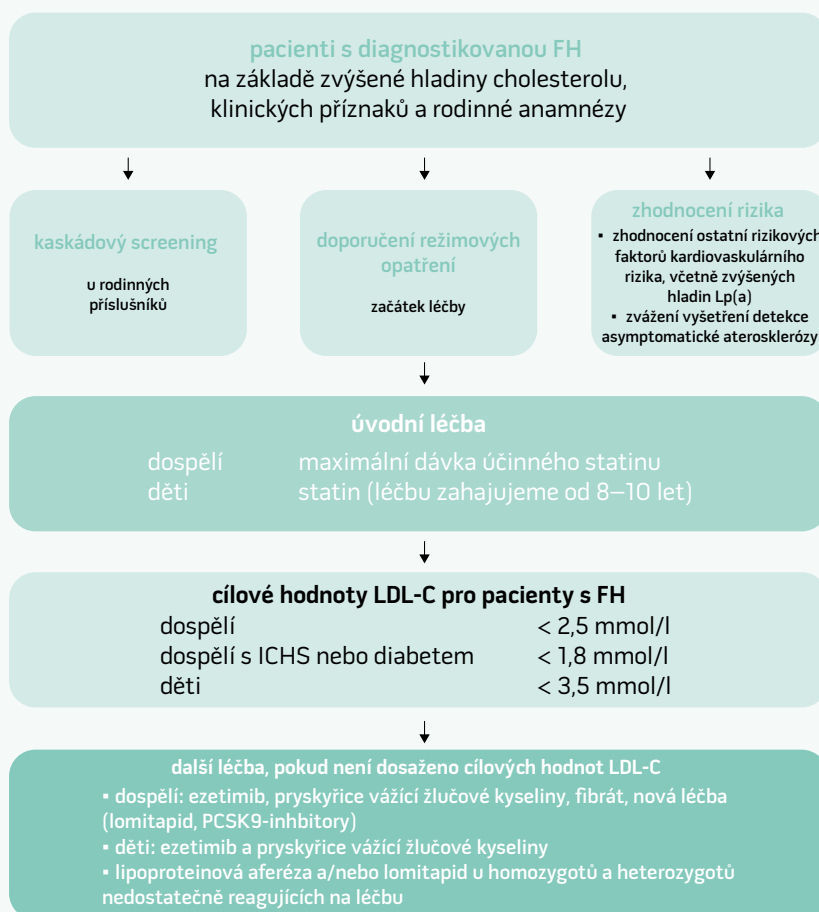 pacienti s diagnostikovanou FH
na základě zvýšené hladiny cholesterolu,
klinických příznaků a rodinné anamnézy
kaskádový screening
u rodinných
příslušníků
doporučení režimových
opatření
začátek léčby
zhodnocení rizika
▪ zhodnocení ostatní rizikových
faktorů kardiovaskulárního
rizika, včetně zvýšených
hladin Lp(a)
▪ zvážení vyšetření detekce
asymptomatické aterosklerózy
úvodní léčba
dospělí maximální dávka účinného statinu
děti statin (léčbu zahajujeme od 8–10 let)
cílové hodnoty LDL-C pro pacienty s FH
dospělí < 2,5 mmol/l
dospělí s ICHS nebo diabetem < 1,8 mmol/l
děti < 3,5 mmol/l
další léčba, pokud není dosaženo cílových hodnot LDL-C
▪ dospělí: ezetimib, pryskyřice vážící žlučové kyseliny, fibrát, nová léčba
(lomitapid, PCSK9-inhbitory)
▪ děti: ezetimib a pryskyřice vážící žlučové kyseliny
▪ lipoproteinová aferéza a/nebo lomitapid u homozygotů a heterozygotů
nedostatečně reagujících na léčbu